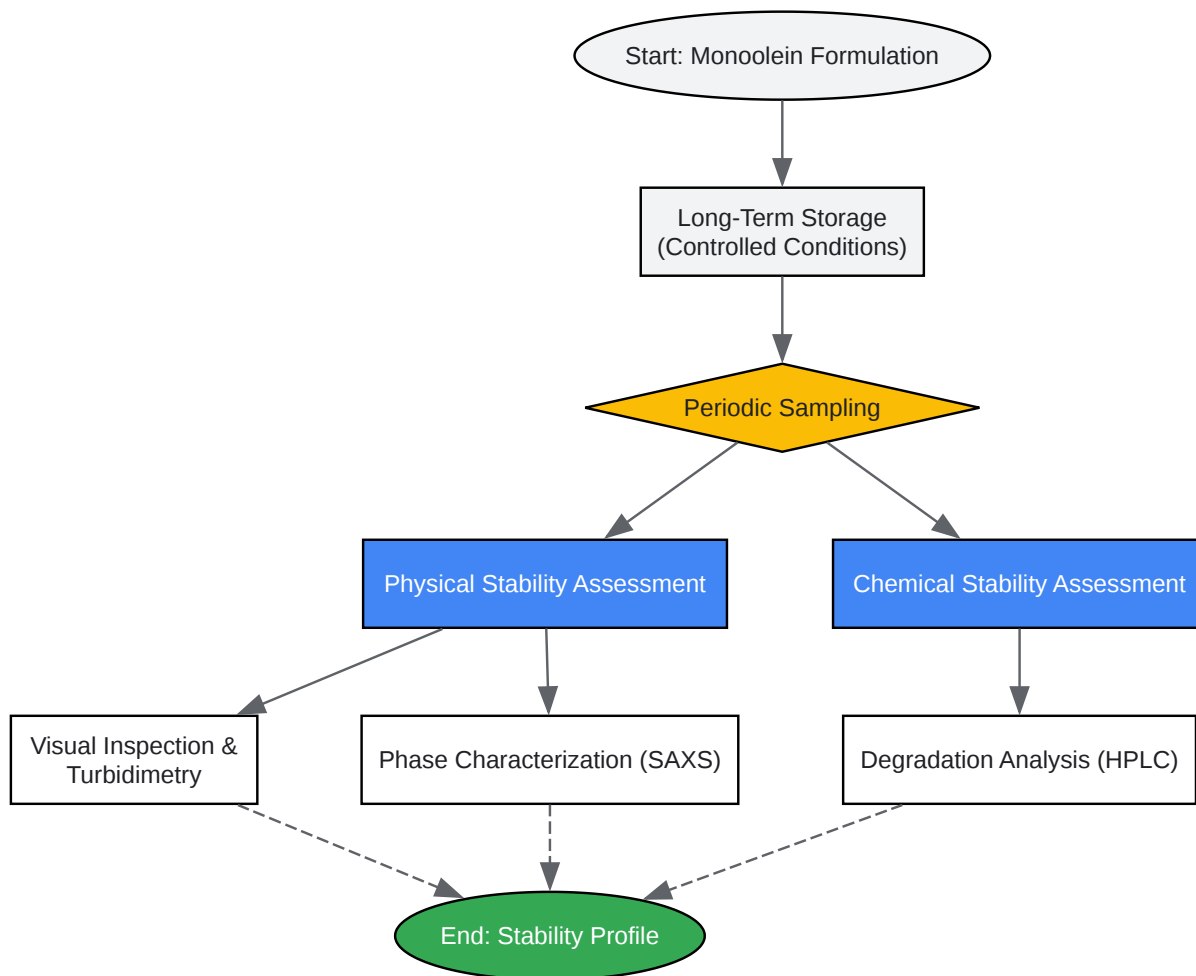 Start: Monoolein Formulation
Long-Term Storage
(Controlled Conditions)
Periodic Sampling
Physical Stability Assessment
Chemical Stability Assessment
Visual Inspection &
Turbidimetry
Phase Characterization (SAXS)
Degradation Analysis (HPLC)
End: Stability Profile